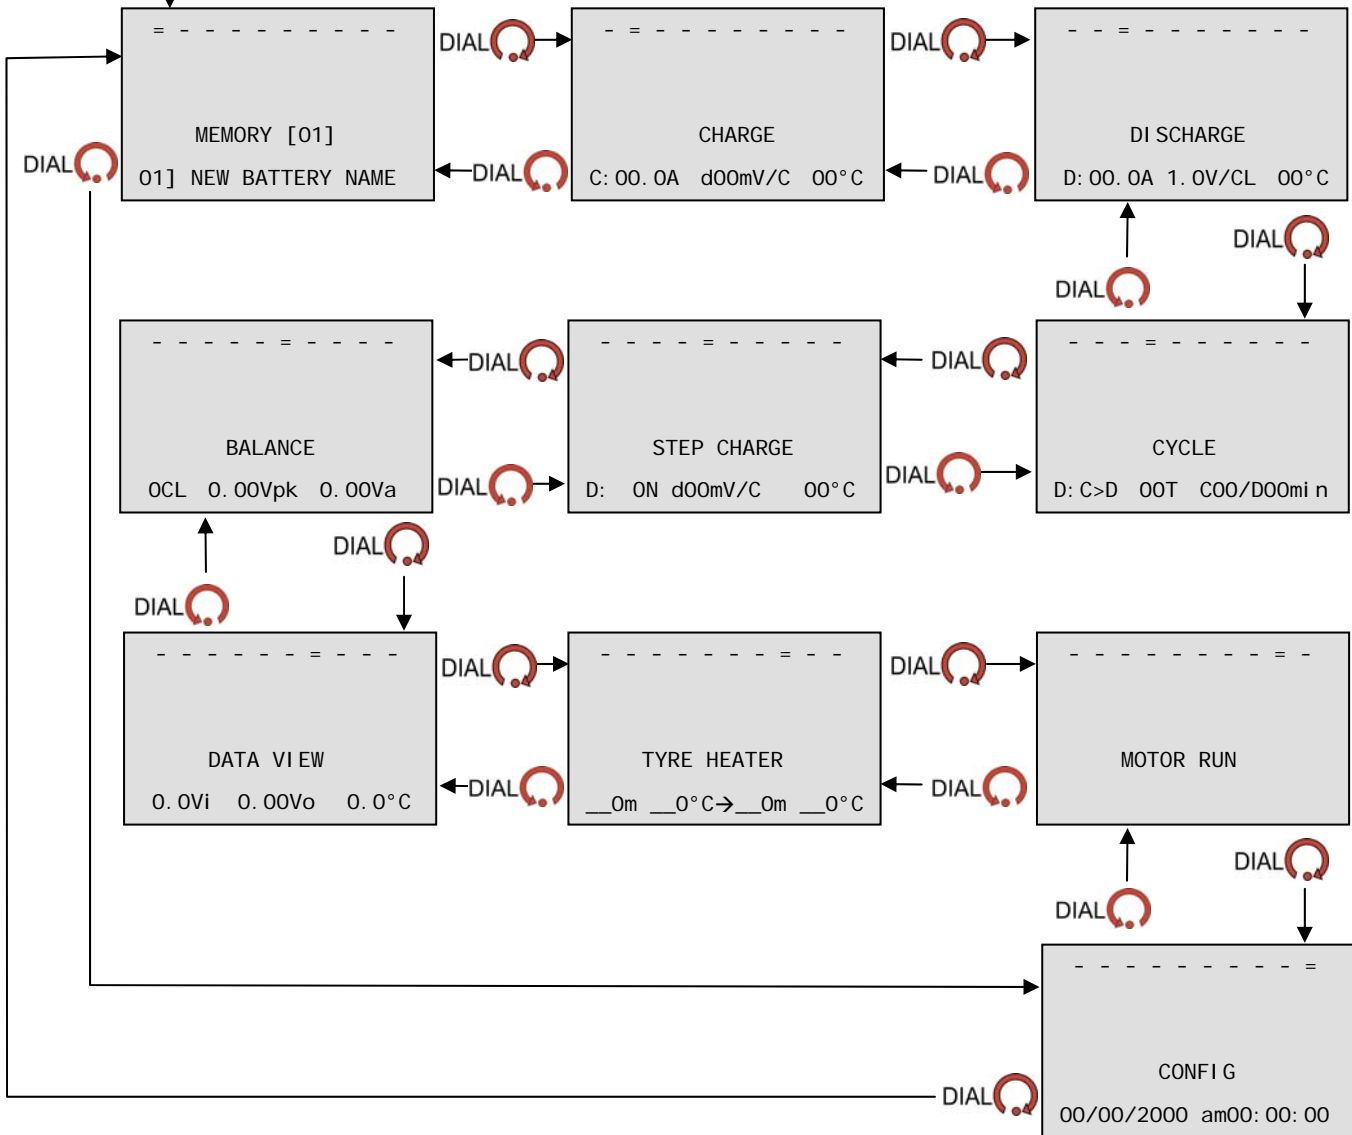 = - - - - - - - - - -
MEMORY [01]
01] NEW BATTERY NAME
DIAL
DIAL
DIAL
- = - - - - - - - - -
CHARGE
C:00.0A d00mV/C 00°C
DIAL
DIAL
- - = - - - - - - -
DISCHARGE
D:00.0A 1.0V/CL 00°C
DIAL
DIAL
- - - - - = - - - -
BALANCE
0CL 0.00Vpk 0.00Va
DIAL
DIAL
- - - - = - - - - -
STEP CHARGE
D: ON d00mV/C 00°C
DIAL
DIAL
- - - = - - - - - -
CYCLE
D:C>D 00T C00/D00min
DIAL
DIAL
- - - - - - = - - -
DATA VIEW
0.0Vi 0.00Vo 0.0°C
DIAL
DIAL
- - - - - - - = - -
TYRE HEATER
__0m __0°C→__0m __0°C
DIAL
DIAL
- - - - - - - - = -
MOTOR RUN
DIAL
DIAL
- - - - - - - - - =
CONFIG
00/00/2000 am00:00:00
DIAL